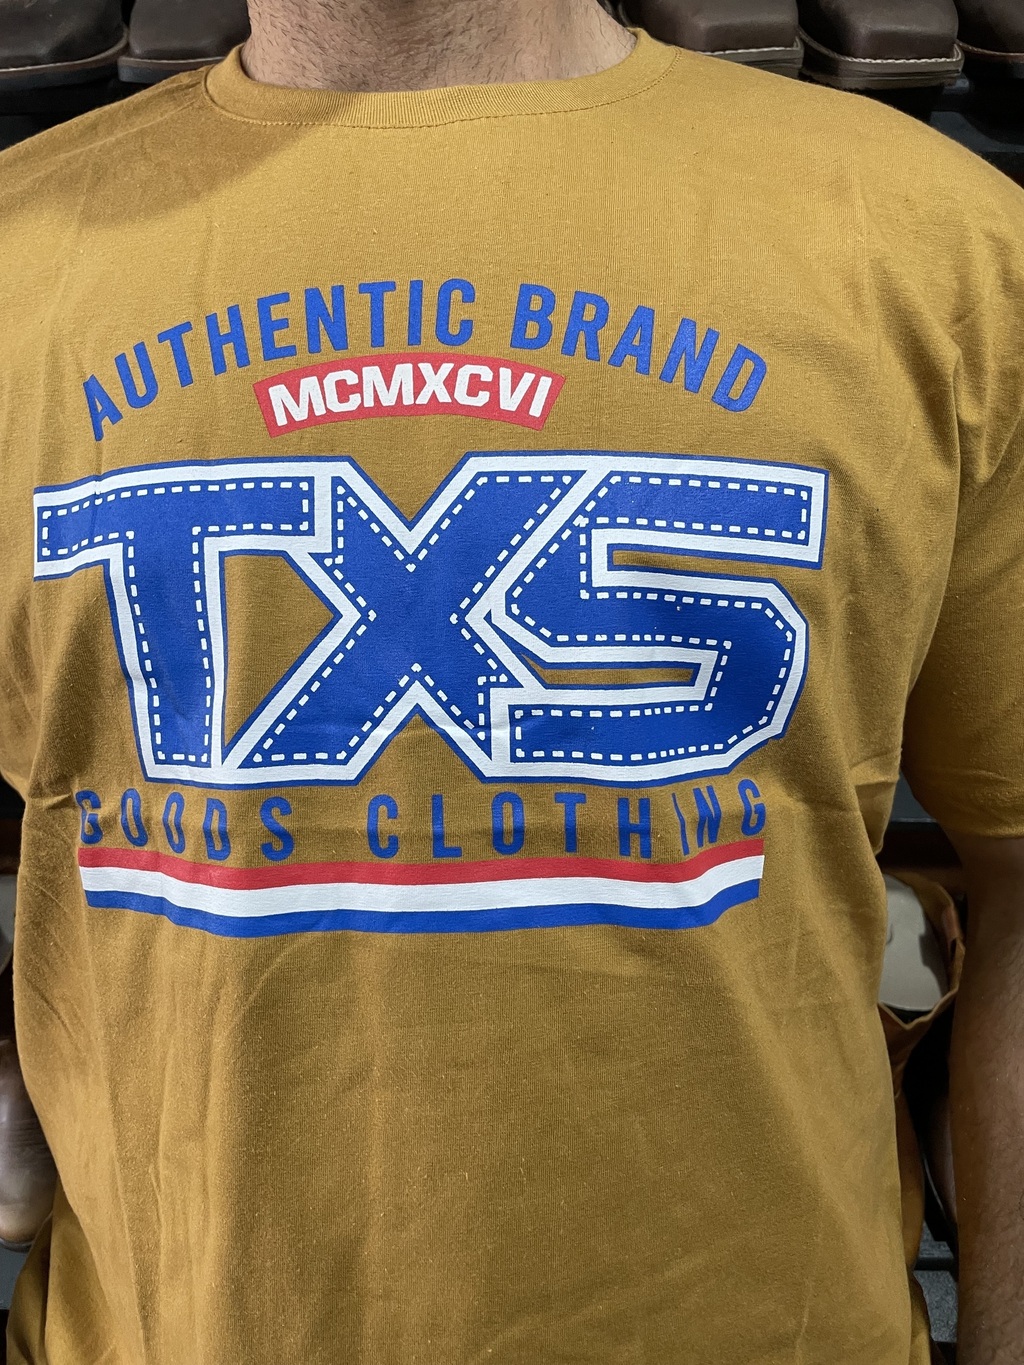 AUTHENTIC BRAND
MCMXCVI
TXS
GOODS CLOTHING